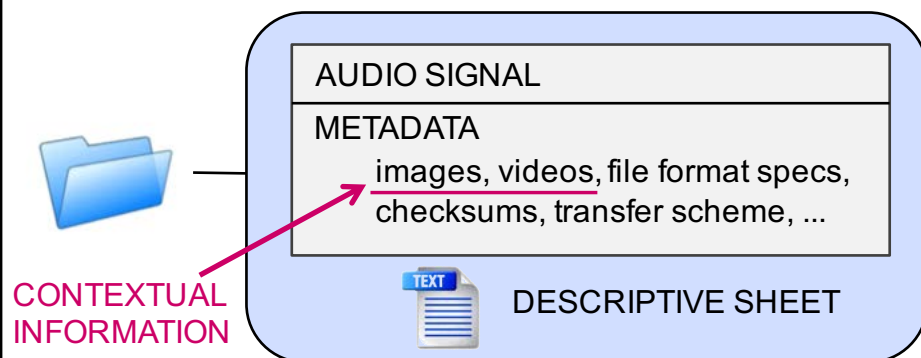 AUDIO SIGNAL
METADATA
images, videos, file format specs,
checksums, transfer scheme, ...
CONTEXTUAL
INFORMATION
TEXT
DESCRIPTIVE SHEET